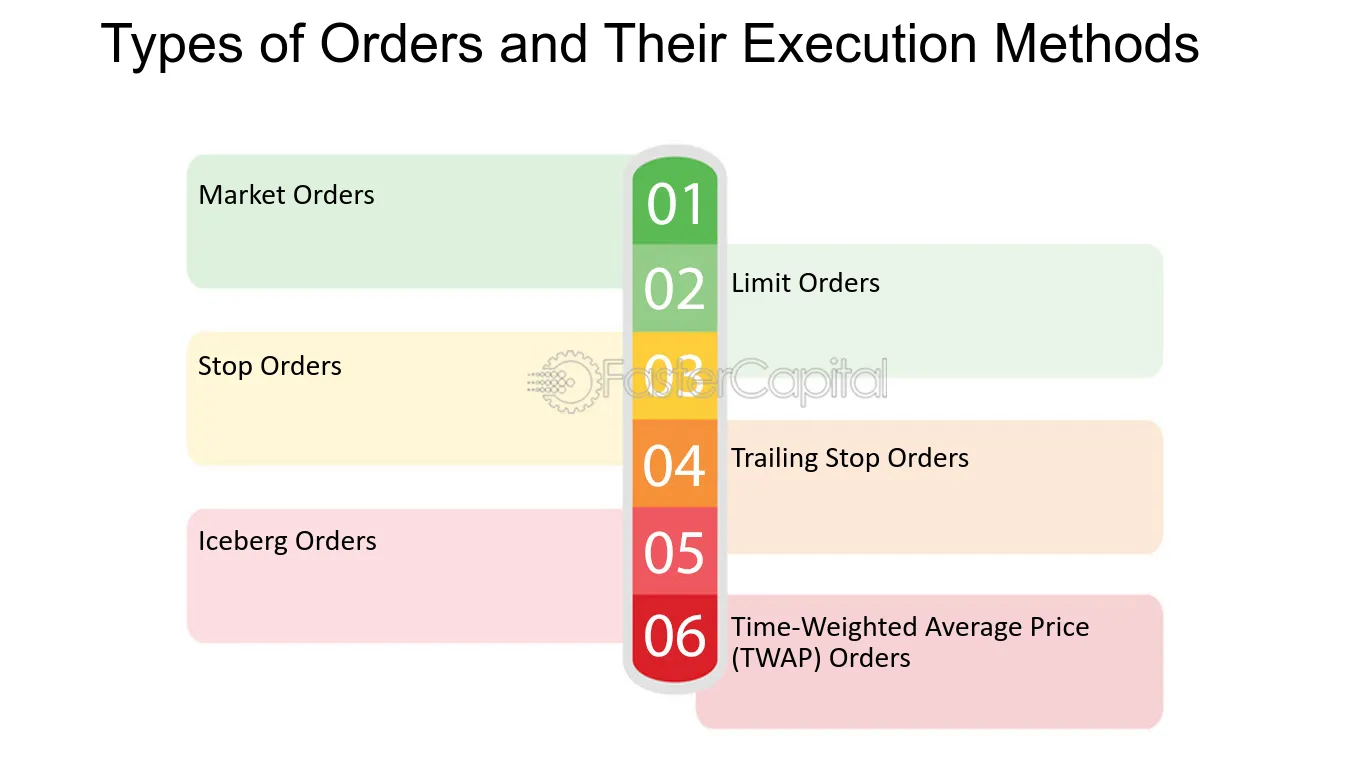 Types of Orders and Their Execution Methods
01
Market Orders
02
Limit Orders
03
Stop Orders
FasterCapital
04
Trailing Stop Orders
05
Iceberg Orders
06
Time-Weighted Average Price
(TWAP) Orders